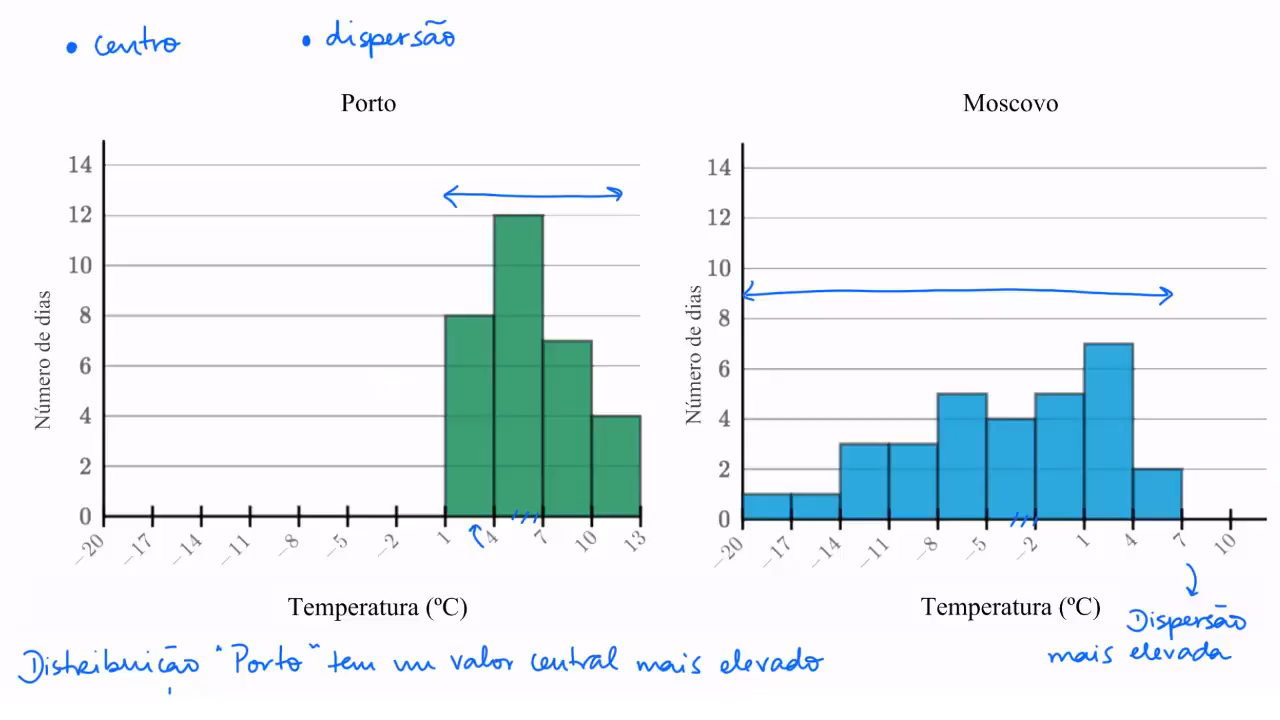 • centro
• dispersão
Porto
Moscovo
14
12
10
8
6
4
2
0
Número de dias
-20 -17 -14 -11 -8 -5 -2 1 4 7 10 13
Temperatura (ºC)
14
12
10
8
6
4
2
0
Número de dias
-20 -17 -14 -11 -8 -5 -2 1 4 7 10
Temperatura (ºC)
Dispersão
mais elevada
Distribuição "Porto" tem um valor central mais elevado